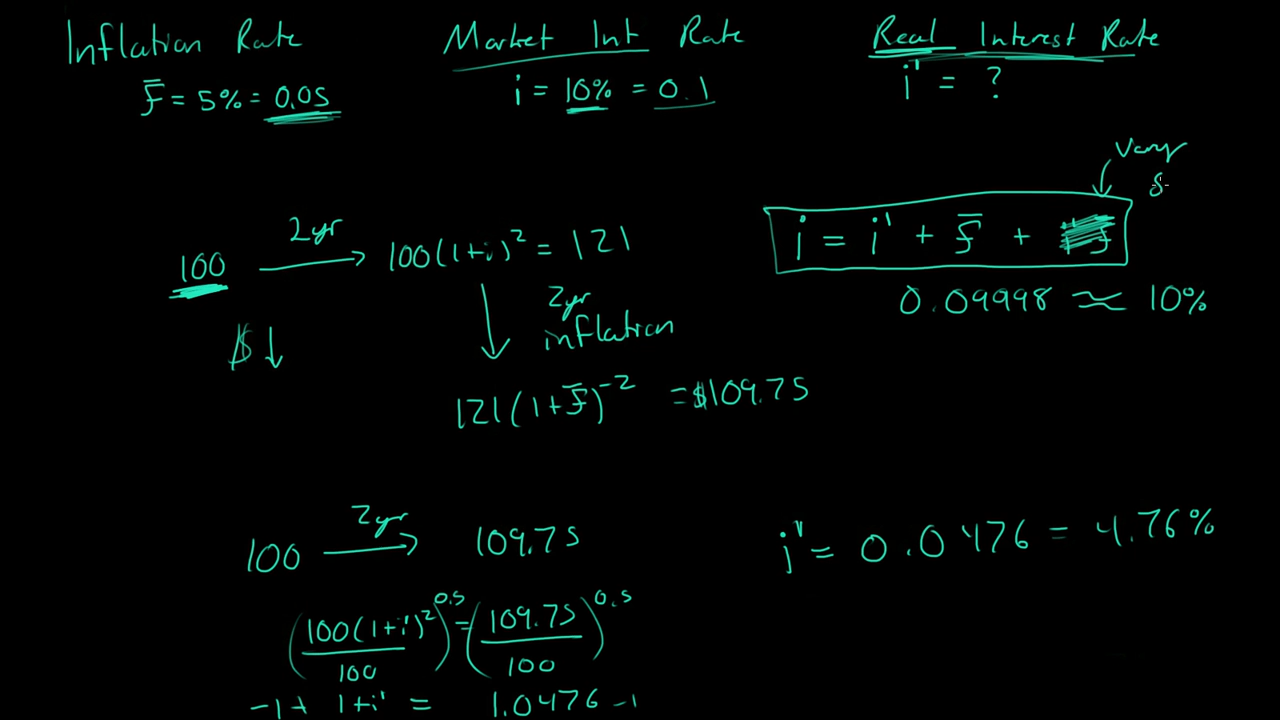 Inflation Rate
f̄ = 5% = 0.05
Market Int Rate
i = 10% = 0.1
Real Interest Rate
i' = ?
Very
8
100 2yr → 100(1+i)² = 121
$ ↓
↓ 2yr
inflation
121(1+f̄)⁻² = $109.75
i = i' + f̄ +
0.09998 ≈ 10%
100 2yr → 109.75
(100(1+i')²/100)^0.5 = (109.75/100)^0.5
-1 + 1+i' = 1.0476 -1
i' = 0.0476 = 4.76%